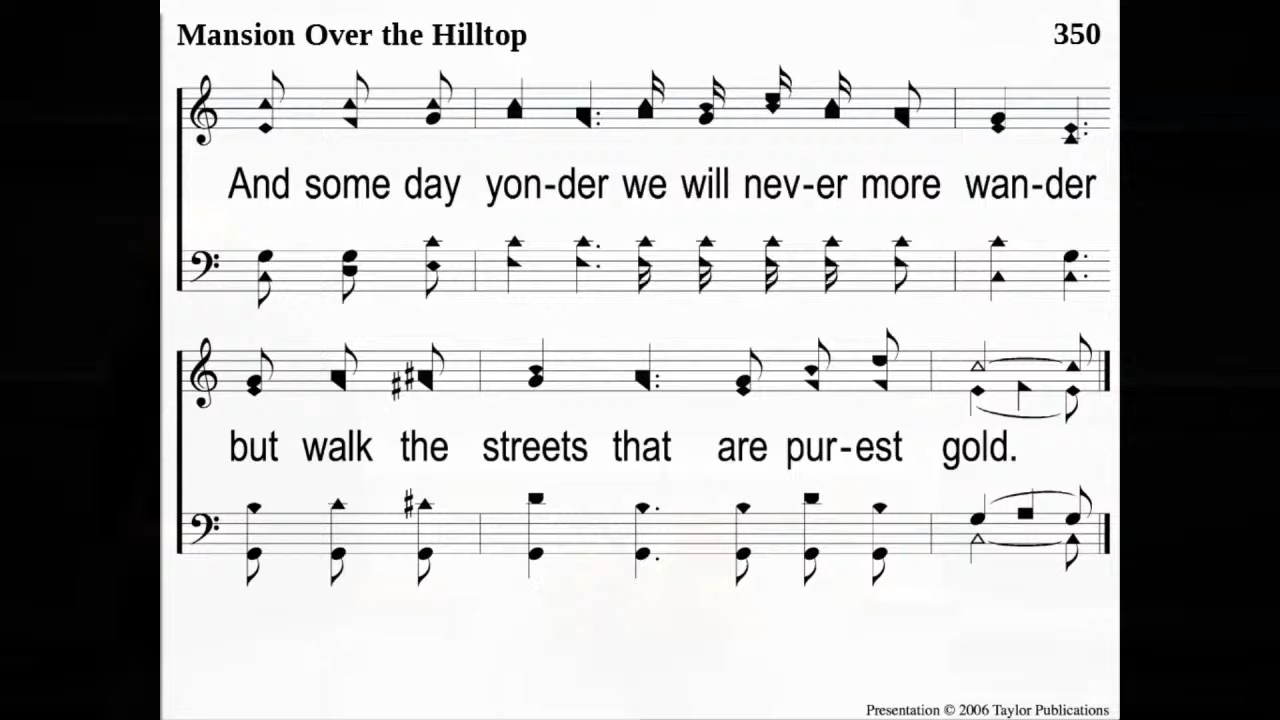 Mansion Over the Hilltop 350
And some day yon-der we will nev-er more wan-der
but walk the streets that are pur-est gold.
Presentation © 2006 Taylor Publications